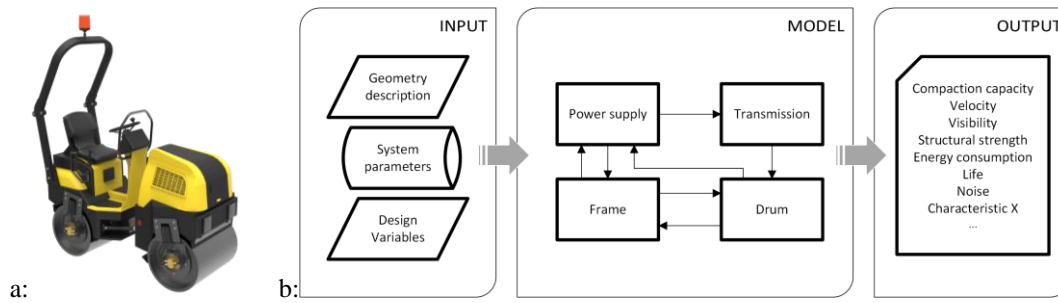 a:
b:
INPUT
Geometry
description
System
parameters
Design
Variables
MODEL
Power supply
Transmission
Frame
Drum
OUTPUT
Compaction capacity
Velocity
Visibility
Structural strength
Energy consumption
Life
Noise
Characteristic X
...